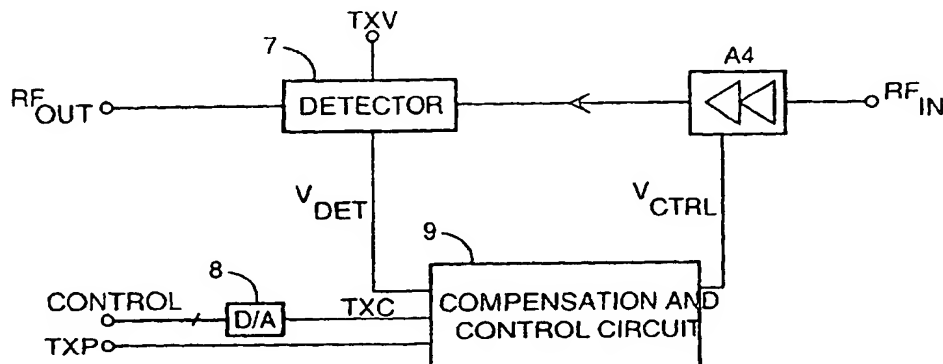 TXV
7
A4
RF OUT
DETECTOR
RF IN
V DET
V CTRL
9
8
CONTROL
D/A
TXC
COMPENSATION AND
CONTROL CIRCUIT
TXP